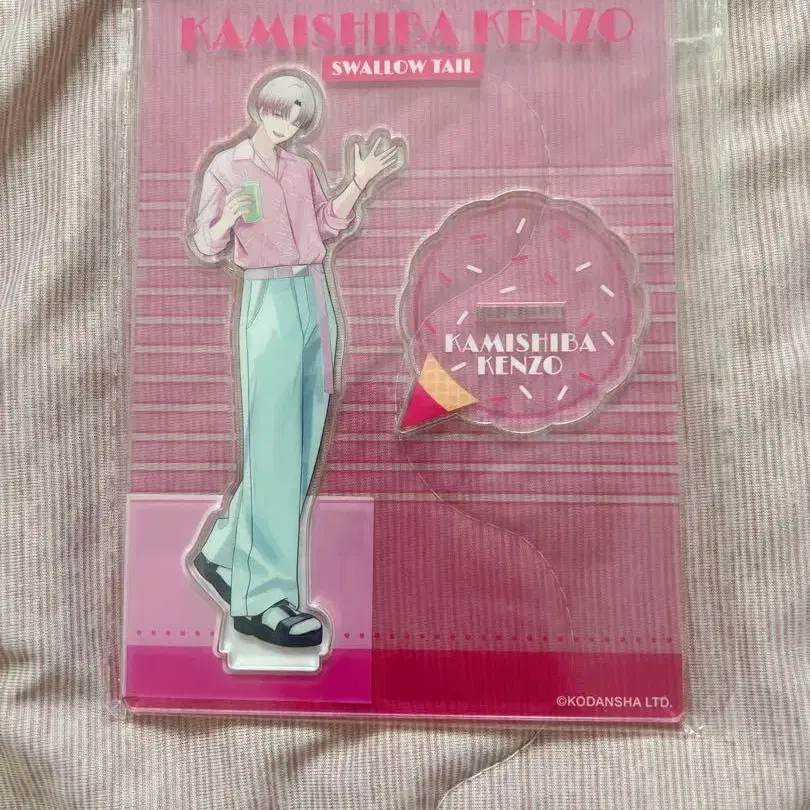 KAMISHIBA KENZO
SWALLOW TAIL
KAMISHIBA
KENZO
©KODANSHA LTD.